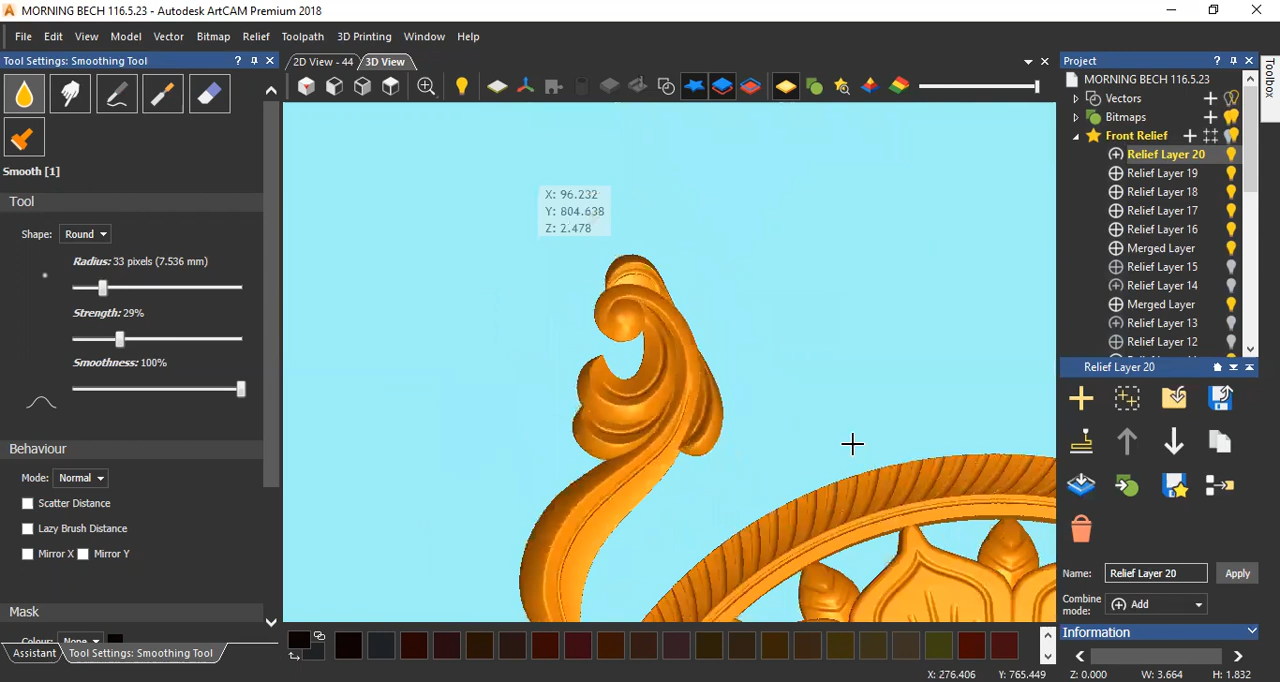 MORNING BECH 116.5.23 - Autodesk ArtCAM Premium 2018
File Edit View Model Vector Bitmap Relief Toolpath 3D Printing Window Help
Tool Settings: Smoothing Tool
2D View - 44 3D View
Project
Toolbox
Smooth [1]
Tool
Shape: Round
Radius: 33 pixels (7.536 mm)
Strength: 29%
Smoothness: 100%
Behaviour
Mode: Normal
Scatter Distance
Lazy Brush Distance
Mirror X Mirror Y
Mask
Colour: None
Assistant Tool Settings: Smoothing Tool
X: 96.232
Y: 804.638
Z: 2.478
MORNING BECH 116.5.23
Vectors
Bitmaps
Front Relief
Relief Layer 20
Relief Layer 19
Relief Layer 18
Relief Layer 17
Relief Layer 16
Merged Layer
Relief Layer 15
Relief Layer 14
Merged Layer
Relief Layer 13
Relief Layer 12
Relief Layer 20
Name: Relief Layer 20 Apply
Combine mode: Add
Information
X: 276.406 Y: 765.449 Z: 0.000 W: 3.664 H: 1.832